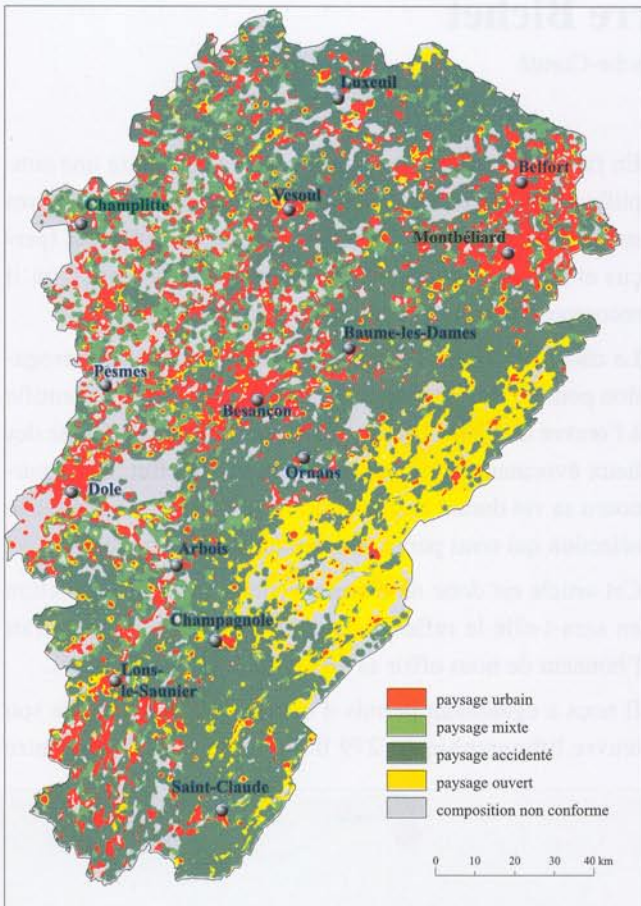 Luxeuil
Belfort
Vesoul
Champlitte
Montbéliard
Baume-les-Dames
Pesmes
Besançon
Ornans
Dole
Arbois
Champagnole
Lons-
le-Saunier
Saint-Claude
paysage urbain
paysage mixte
paysage accidenté
paysage ouvert
composition non conforme
0 10 20 40 km